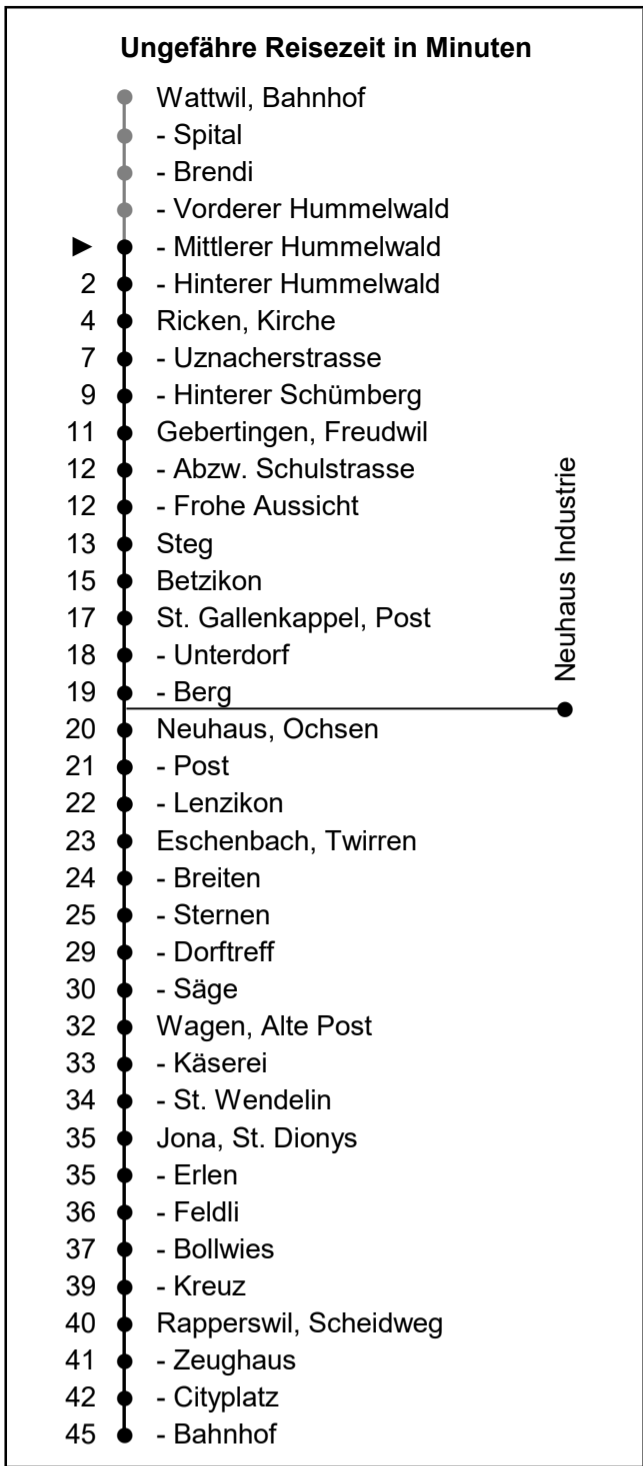 Ungefähre Reisezeit in Minuten
Wattwil, Bahnhof
- Spital
- Brendi
- Vorderer Hummelwald
► - Mittlerer Hummelwald
2 - Hinterer Hummelwald
4 Ricken, Kirche
7 - Uznacherstrasse
9 - Hinterer Schümberg
11 Gebertingen, Freudwil
12 - Abzw. Schulstrasse
12 - Frohe Aussicht
13 Steg
15 Betzikon
17 St. Gallenkappel, Post
18 - Unterdorf
19 - Berg
Neuhaus Industrie
20 Neuhaus, Ochsen
21 - Post
22 - Lenzikon
23 Eschenbach, Twirren
24 - Breiten
25 - Sternen
29 - Dorftreff
30 - Säge
32 Wagen, Alte Post
33 - Käserei
34 - St. Wendelin
35 Jona, St. Dionys
35 - Erlen
36 - Feldli
37 - Bollwies
39 - Kreuz
40 Rapperswil, Scheidweg
41 - Zeughaus
42 - Cityplatz
45 - Bahnhof